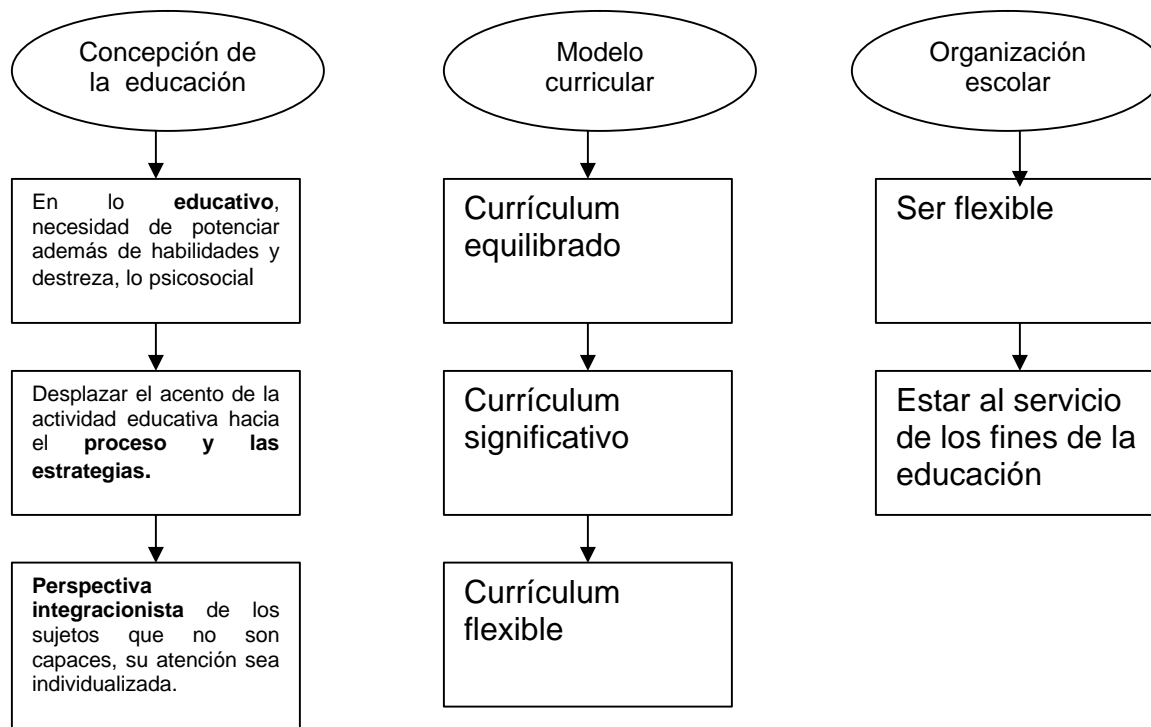 Concepción de
la educación
En lo educativo,
necesidad de potenciar
además de habilidades y
destreza, lo psicosocial
Desplazar el acento de la
actividad educativa hacia
el proceso y las
estrategias.
Perspectiva
integracionista de los
sujetos que no son
capaces, su atención sea
individualizada.
Modelo
curricular
Currículum
equilibrado
Currículum
significativo
Currículum
flexible
Organización
escolar
Ser flexible
Estar al servicio
de los fines de la
educación